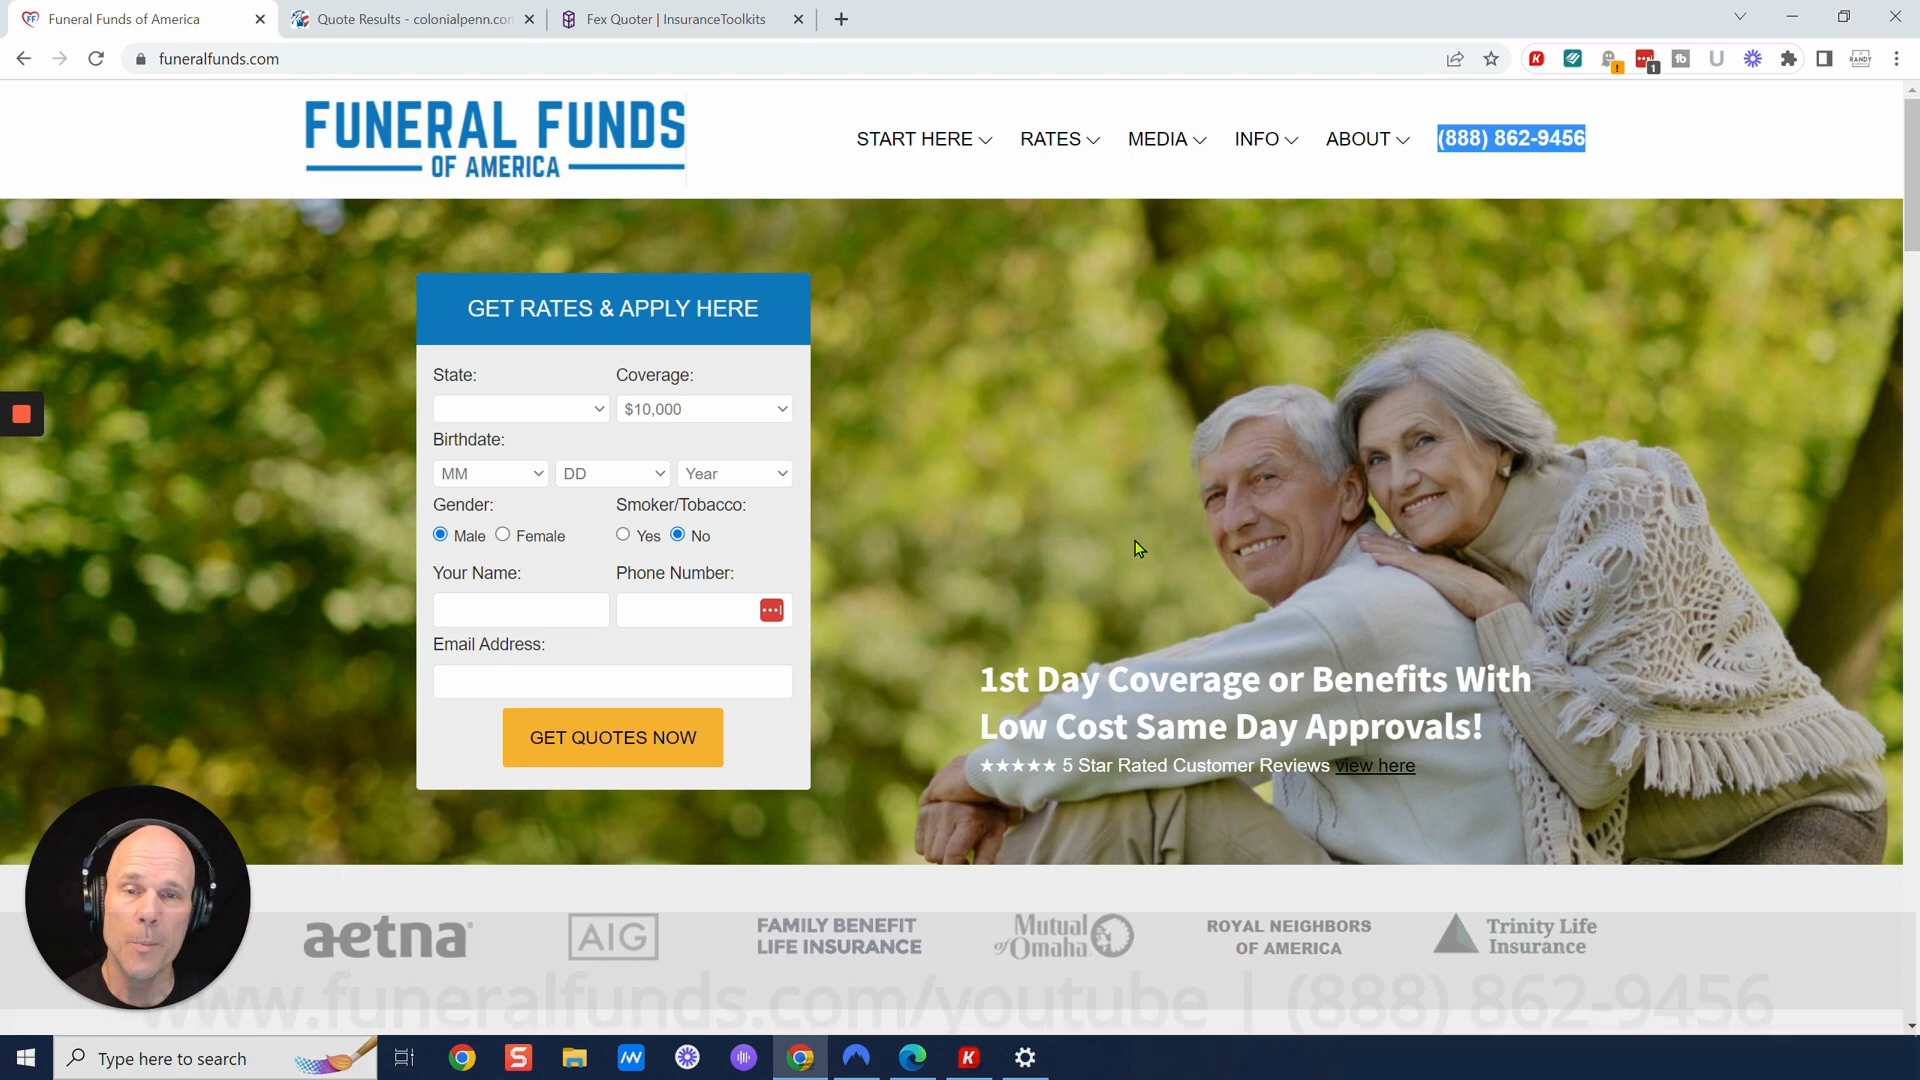 Funeral Funds of America
Quote Results - colonialpenn.con
Fex Quoter | InsuranceToolkits
funeralfunds.com
1
RANDY
FUNERAL FUNDS
OF AMERICA
START HERE
RATES
MEDIA
INFO
ABOUT
(888) 862-9456
GET RATES & APPLY HERE
State:
Coverage:
$10,000
Birthdate:
MM
DD
Year
Gender:
Smoker/Tobacco:
Male
Female
Yes
No
Your Name:
Phone Number:
Email Address:
GET QUOTES NOW
1st Day Coverage or Benefits With
Low Cost Same Day Approvals!
★★★★★ 5 Star Rated Customer Reviews view here
aetna
AIG
FAMILY BENEFIT
LIFE INSURANCE
Mutual
of Omaha
ROYAL NEIGHBORS
OF AMERICA
Trinity Life
Insurance
www.funeralfunds.com/youtube | (888) 862-9456
Type here to search